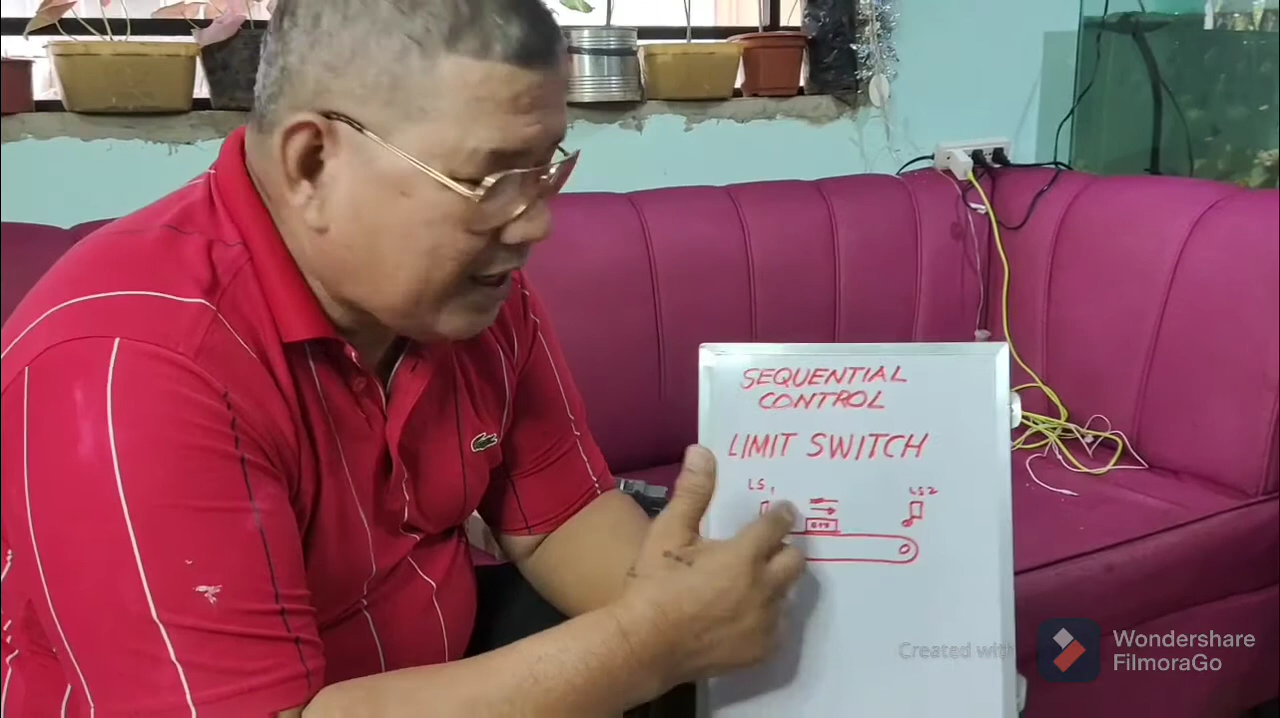 SEQUENTIAL
CONTROL
LIMIT SWITCH
LS1
LS2
Created with
Wondershare
FilmoraGo